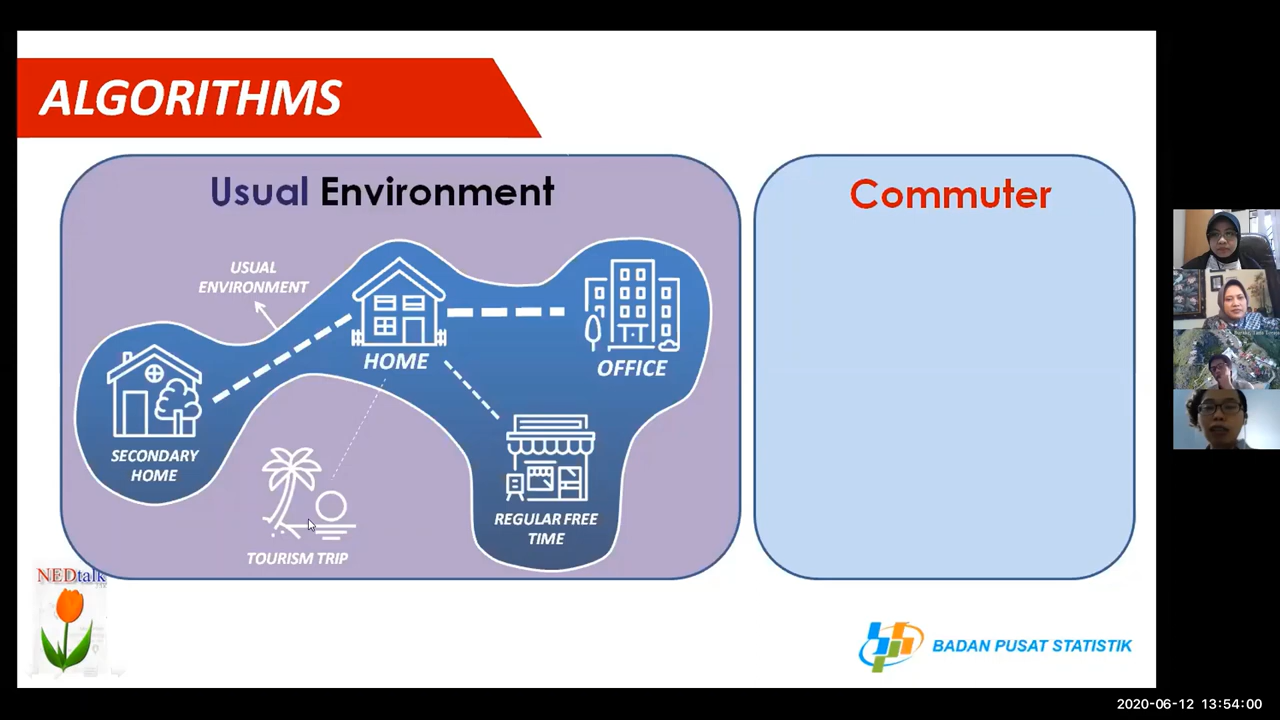 ALGORITHMS
Usual Environment
USUAL
ENVIRONMENT
HOME
OFFICE
SECONDARY
HOME
REGULAR FREE
TIME
TOURISM TRIP
Commuter
NEDtalk
BADAN PUSAT STATISTIK
2020-06-12 13:54:00